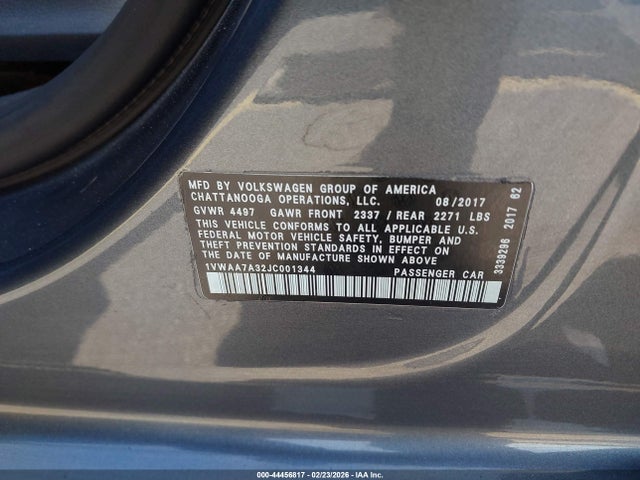 MFD BY VOLKSWAGEN GROUP OF AMERICA
CHATTANOOGA OPERATIONS, LLC. 08/2017
GVWR 4497 GAWR FRONT 2337/REAR 2271 LBS
THIS VEHICLE CONFORMS TO ALL APPLICABLE U.S.
FEDERAL MOTOR VEHICLE SAFETY, BUMPER AND
THEFT PREVENTION STANDARDS IN EFFECT ON
THE DATE OF MANUFACTURE SHOWN ABOVE
1VWAA7A32JC001344 PASSENGER CAR
3339296 2017 62
000-44456817 - 02/23/2026 - IAA Inc.